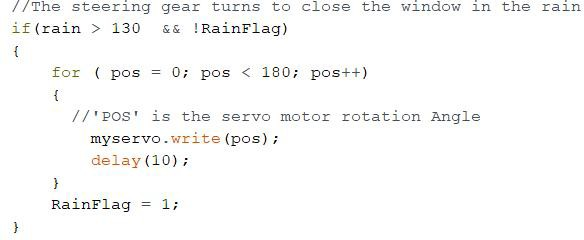 //The steering gear turns to close the window in the rain
if(rain > 130  && !RainFlag)
{
    for ( pos = 0; pos < 180; pos++)
    {
      //'POS' is the servo motor rotation Angle
        myservo.write(pos);
        delay(10);
    }
    RainFlag = 1;
}